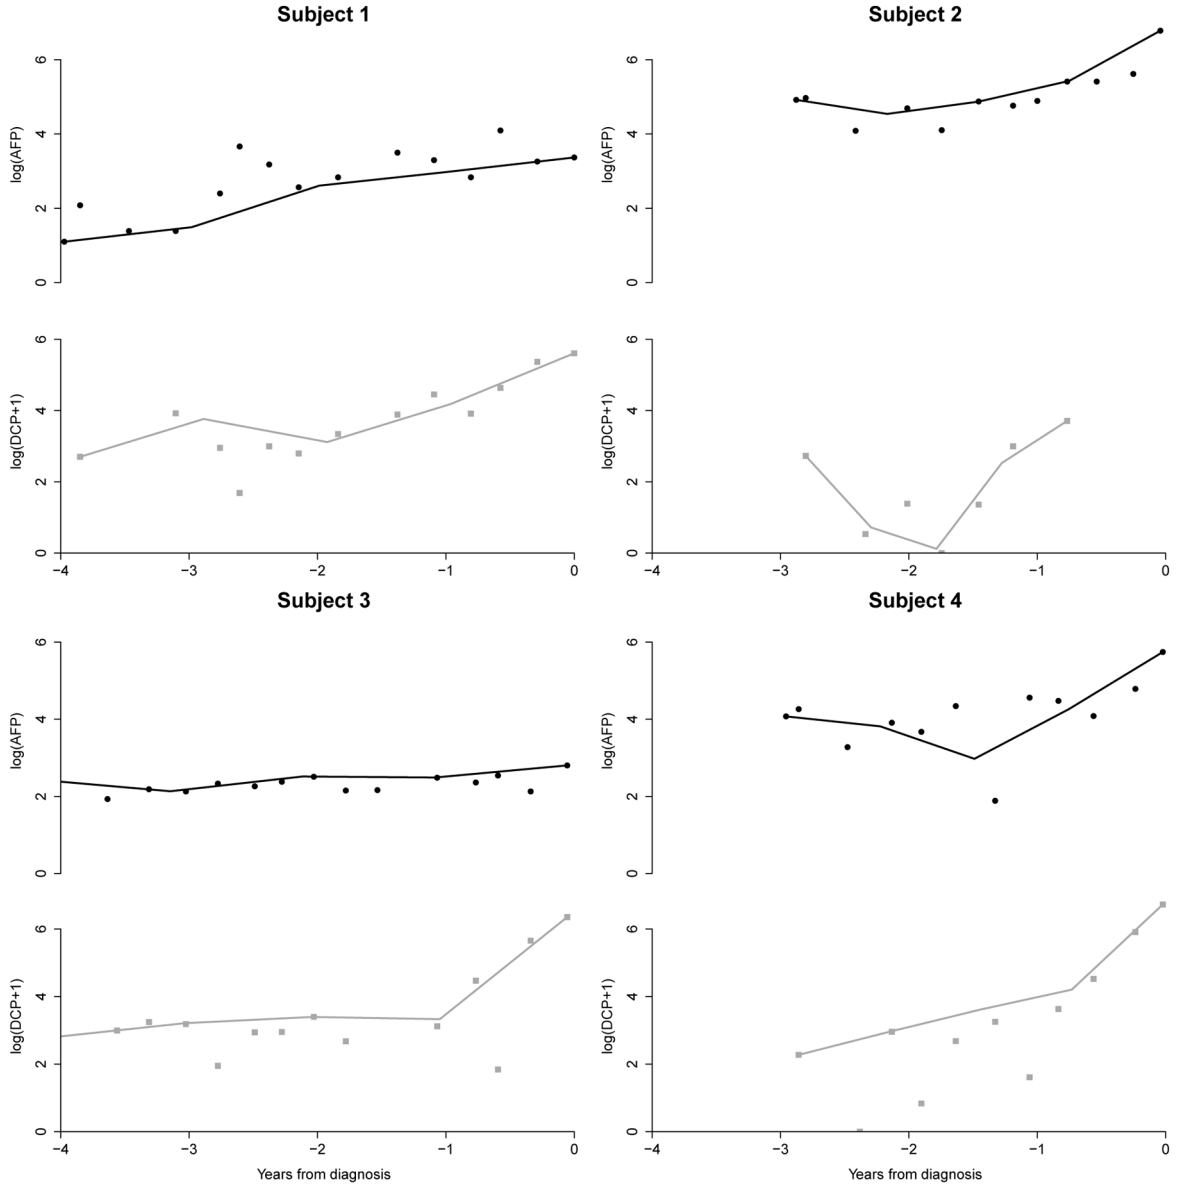 Subject 1
Subject 2
log(AFP)
0 2 4 6
log(AFP)
0 2 4 6
log(DCP+1)
0 2 4 6
−4 −3 −2 −1 0
log(DCP+1)
0 2 4 6
−4 −3 −2 −1 0
Subject 3
Subject 4
log(AFP)
0 2 4 6
log(AFP)
0 2 4 6
log(DCP+1)
0 2 4 6
−4 −3 −2 −1 0
Years from diagnosis
log(DCP+1)
0 2 4 6
−4 −3 −2 −1 0
Years from diagnosis